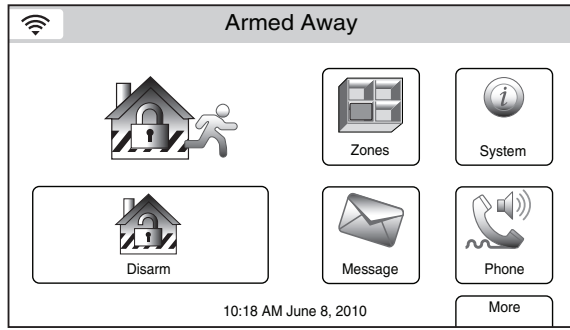 Armed Away
Zones
System
Disarm
Message
Phone
10:18 AM June 8, 2010
More